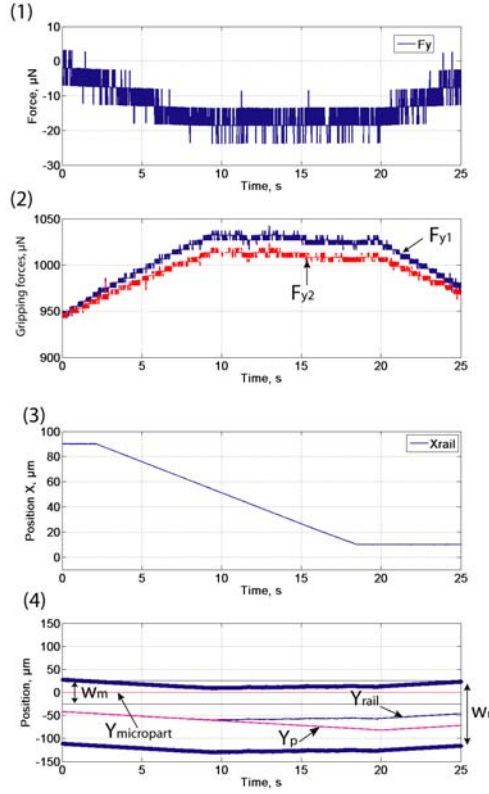 (1)
10
0
-10
-20
-30
Force, µN
Fy
0 5 10 15 20 25
Time, s
(2)
1050
1000
950
900
Gripping forces, µN
Fy1
Fy2
0 5 10 15 20 25
Time, s
(3)
100
80
60
40
20
0
Position X, µm
Xrail
0 5 10 15 20 25
Time, s
(4)
150
100
50
0
-50
-100
-150
Position, µm
Wm
Ymicropart
Yrail
Yp
0 5 10 15 20 25
Time, s